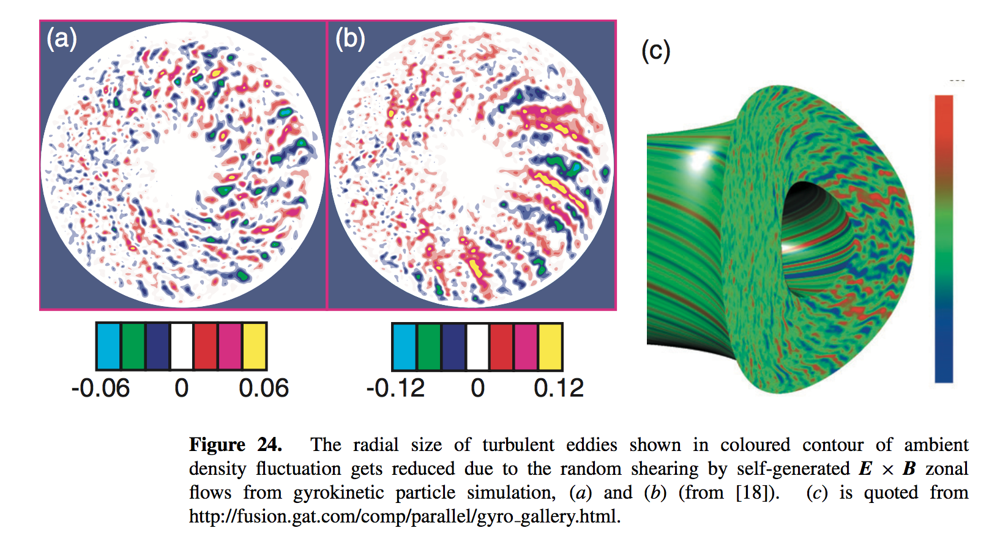 (a)
(b)
(c)
-0.06 0 0.06
-0.12 0 0.12
Figure 24. The radial size of turbulent eddies shown in coloured contour of ambient
density fluctuation gets reduced due to the random shearing by self-generated E × B zonal
flows from gyrokinetic particle simulation, (a) and (b) (from [18]). (c) is quoted from
http://fusion.gat.com/comp/parallel/gyro_gallery.html.